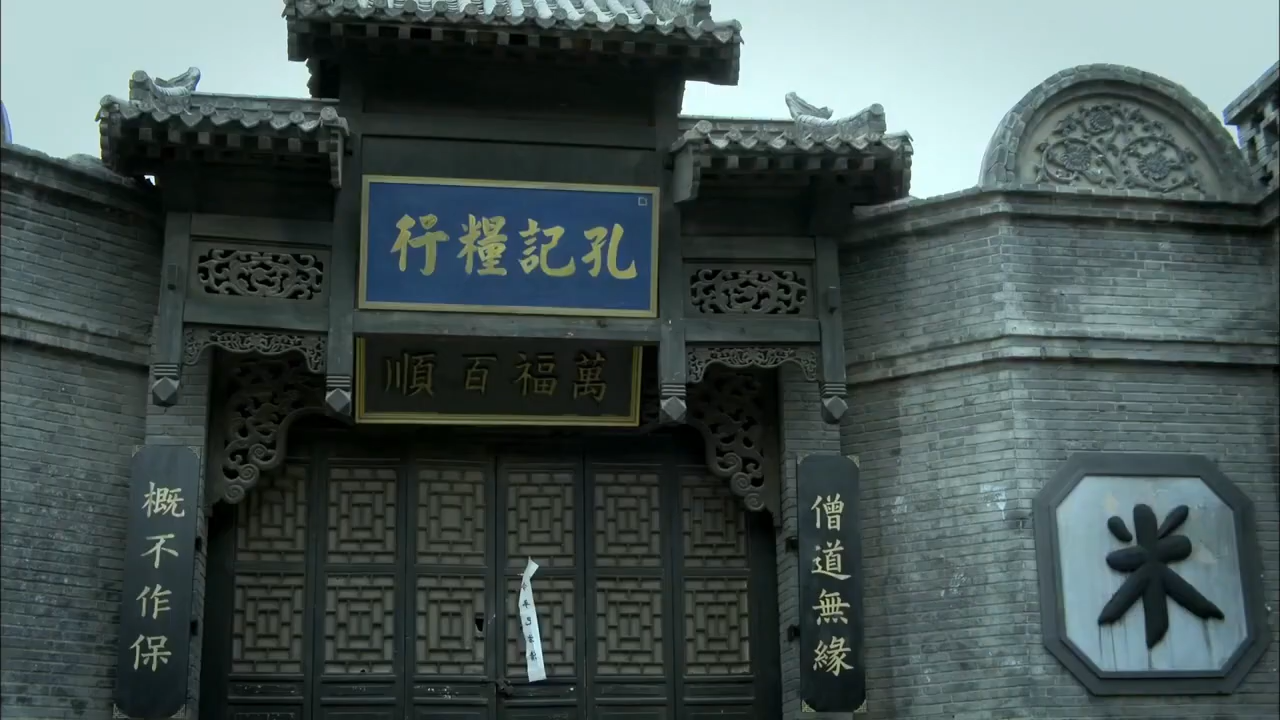 孔記糧行
萬福百順
僧道無緣
概不作保
米